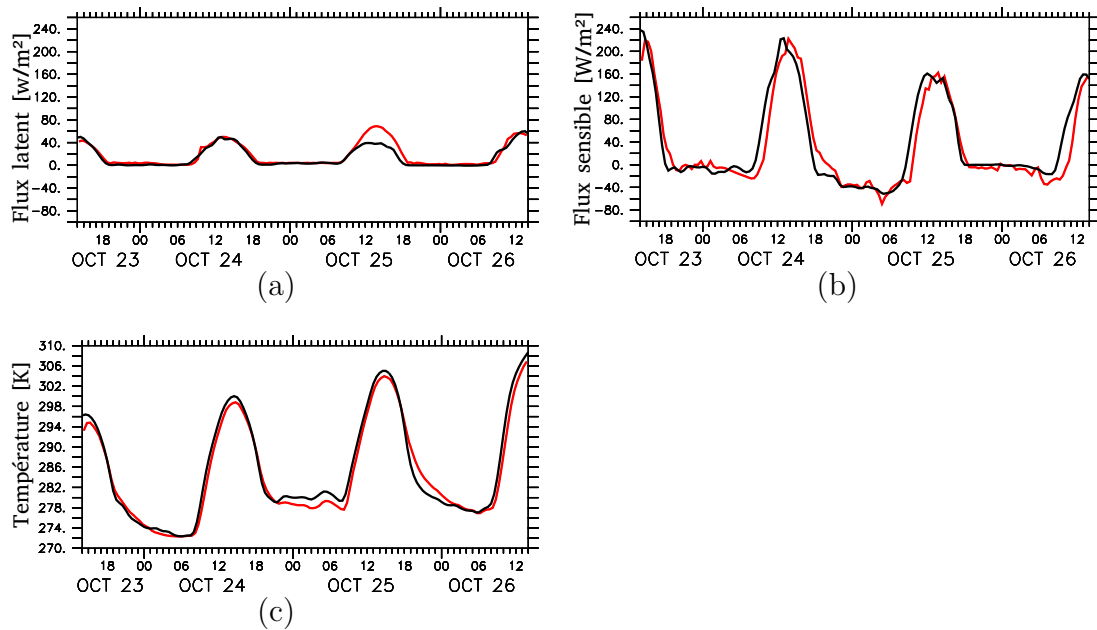 Flux latent [w/m²]
240.
200.
160.
120.
80.
40.
0.
−40.
−80.
18 00 06 12 18 00 06 12 18 00 06 12
OCT 23 OCT 24 OCT 25 OCT 26
(a)
Flux sensible [W/m²]
240.
200.
160.
120.
80.
40.
0.
−40.
−80.
18 00 06 12 18 00 06 12 18 00 06 12
OCT 23 OCT 24 OCT 25 OCT 26
(b)
Température [K]
310.
306.
302.
298.
294.
290.
286.
282.
278.
274.
270.
18 00 06 12 18 00 06 12 18 00 06 12
OCT 23 OCT 24 OCT 25 OCT 26
(c)